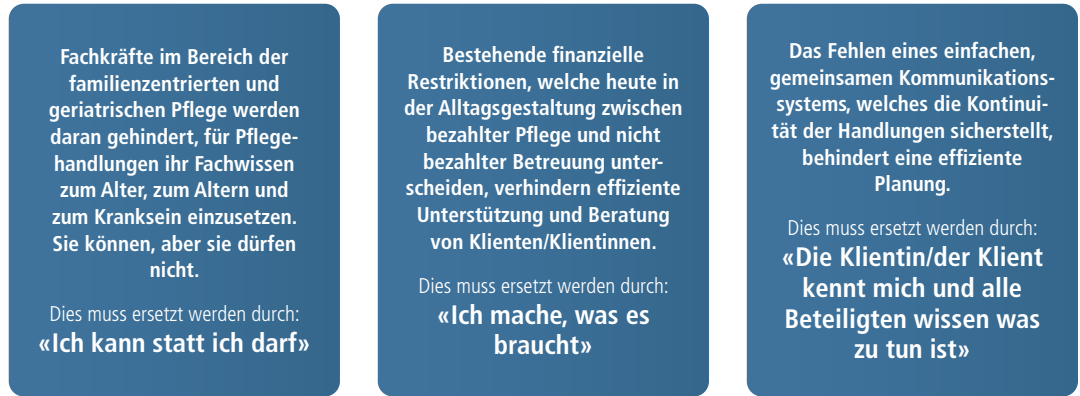 Fachkräfte im Bereich der
familienzentrierten und
geriatrischen Pflege werden
daran gehindert, für Pflege-
handlungen ihr Fachwissen
zum Alter, zum Altern und
zum Kranksein einzusetzen.
Sie können, aber sie dürfen
nicht.
Dies muss ersetzt werden durch:
«Ich kann statt ich darf»
Bestehende finanzielle
Restriktionen, welche heute in
der Alltagsgestaltung zwischen
bezahlter Pflege und nicht
bezahlter Betreuung unter-
scheiden, verhindern effiziente
Unterstützung und Beratung
von Klienten/Klientinnen.
Dies muss ersetzt werden durch:
«Ich mache, was es
braucht»
Das Fehlen eines einfachen,
gemeinsamen Kommunikations-
systems, welches die Kontinui-
tät der Handlungen sicherstellt,
behindert eine effiziente
Planung.
Dies muss ersetzt werden durch:
«Die Klientin/der Klient
kennt mich und alle
Beteiligten wissen was
zu tun ist»